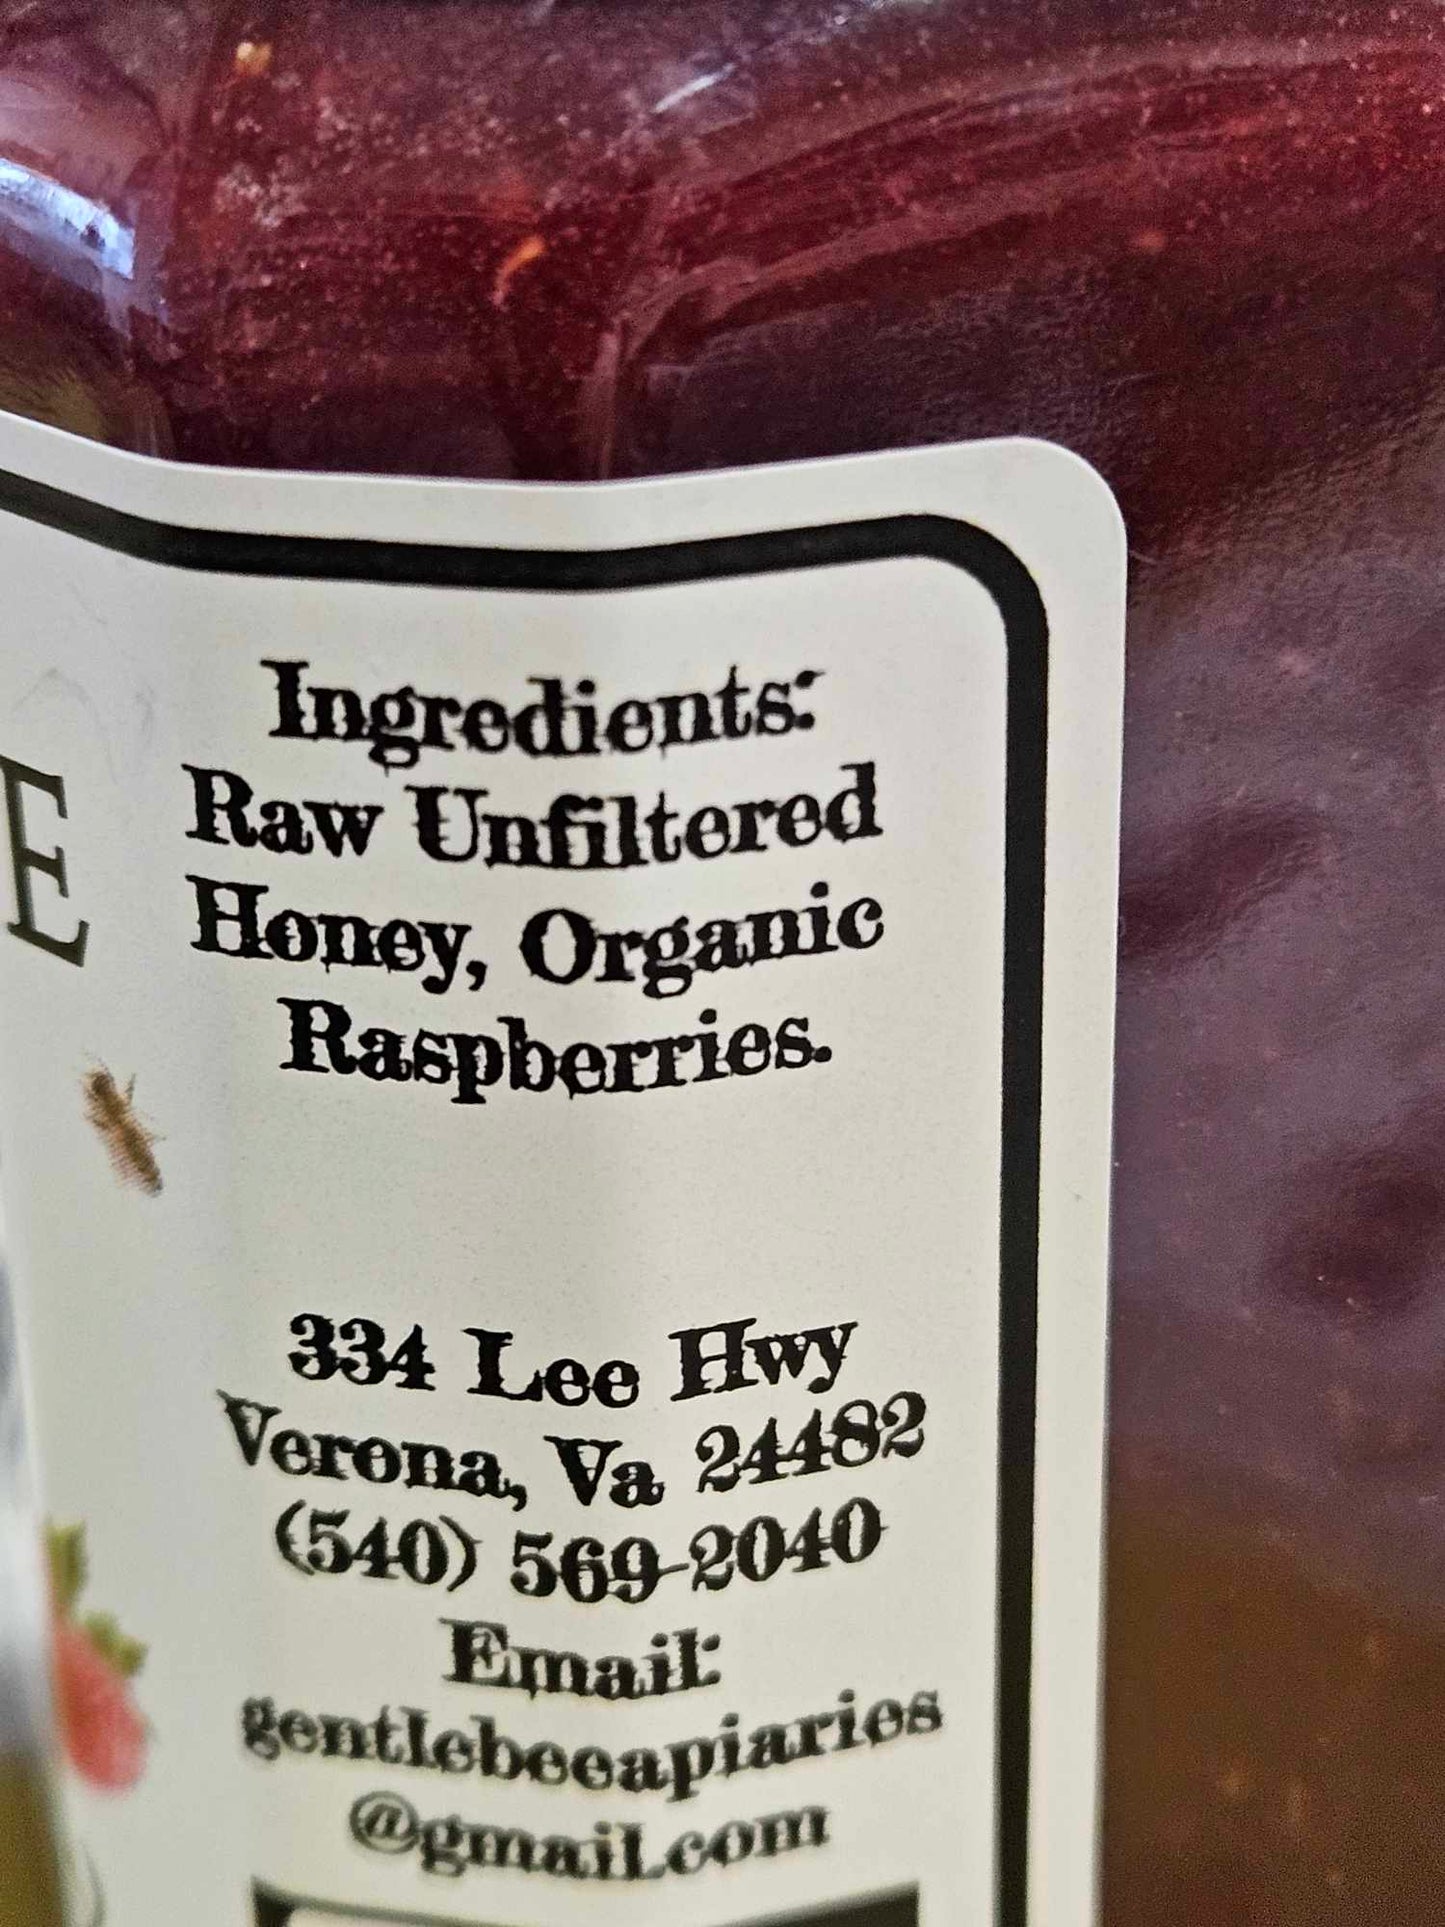 E
Ingredients:
Raw Unfiltered
Honey, Organic
Raspberries.
334 Lee Hwy
Verona, Va 24482
(540) 569-2040
Email:
gentlebeeapiaries
@gmail.com